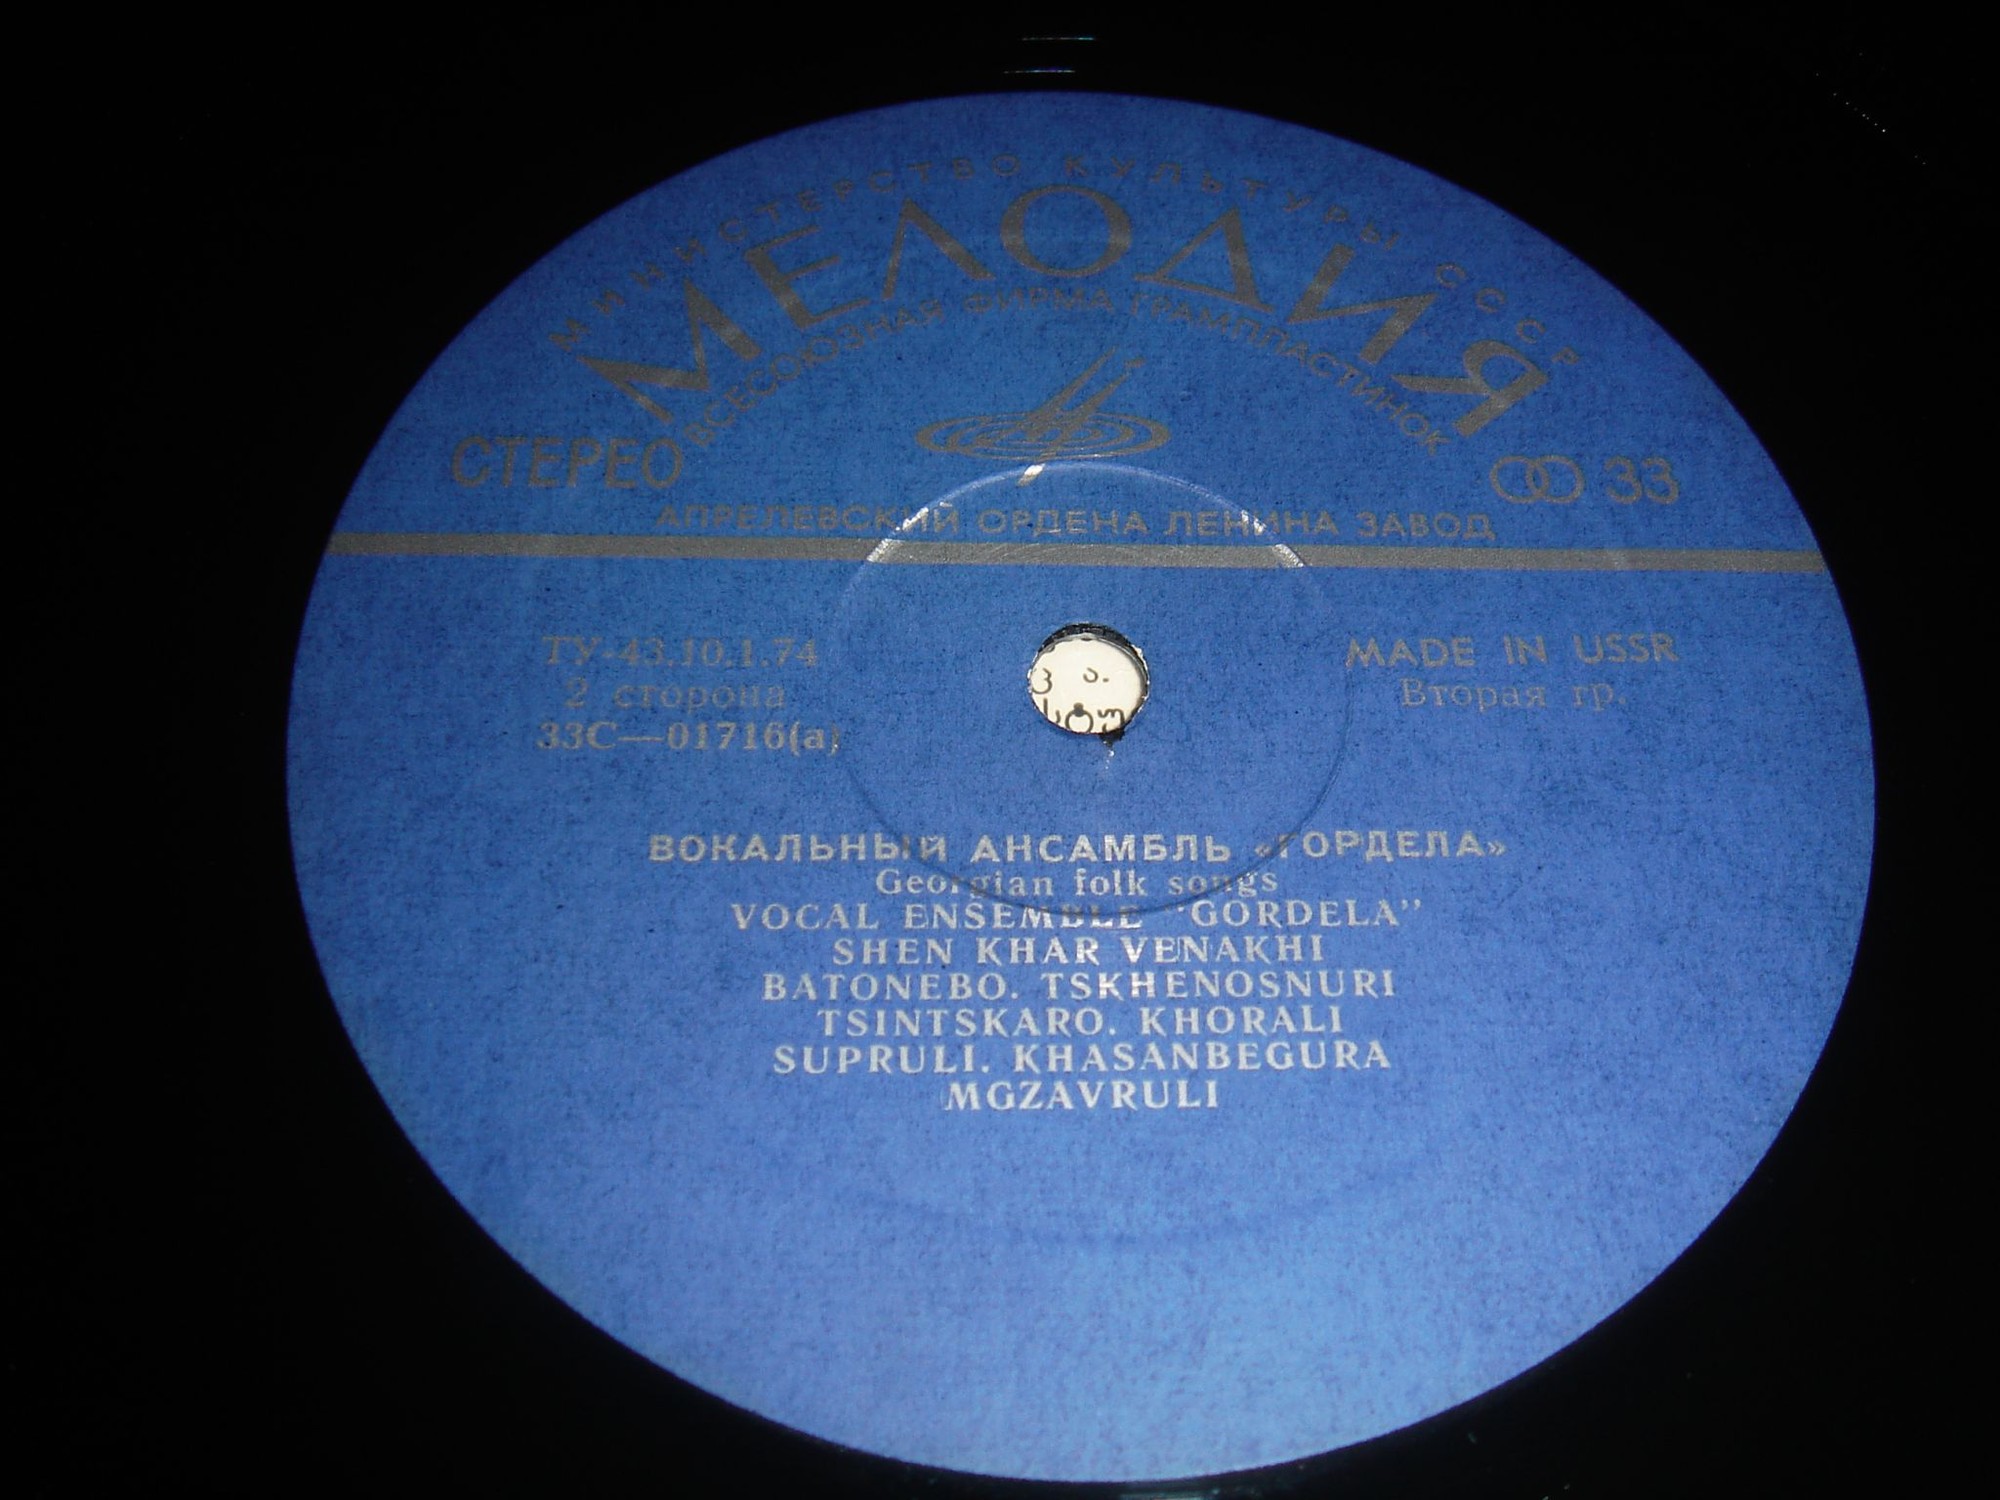 МИНИСТЕРСТВО КУЛЬТУРЫ СССР
МЕЛОДИЯ
ВСЕСОЮЗНАЯ ФИРМА ГРАМПЛАСТИНОК
СТЕРЕО
33
АПРЕЛЕВСКИЙ ОРДЕНА ЛЕНИНА ЗАВОД
ТУ-43.10.1.74
2 сторона
33С—01716(а)
MADE IN USSR
Вторая гр.
ВОКАЛЬНЫЙ АНСАМБЛЬ «ГОРДЕЛА»
Georgian folk songs
VOCAL ENSEMBLE "GORDELA"
SHEN KHAR VENAKHI
BATONEBO. TSKHENOSNURI
TSINTSKARO. KHORALI
SUPRULI. KHASANBEGURA
MGZAVRULI